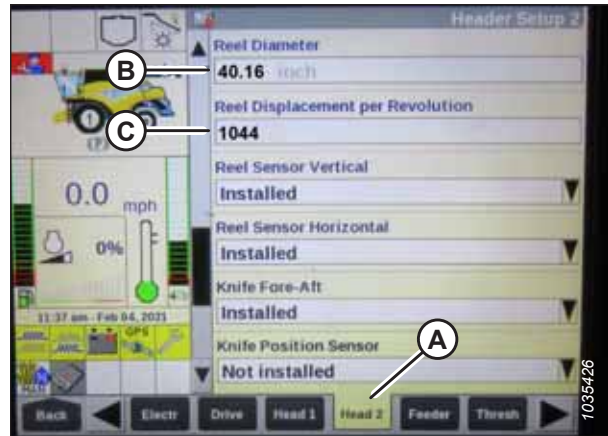 Header Setup 2
Reel Diameter
B
40.16 inch
Reel Displacement per Revolution
C
1044
Reel Sensor Vertical
Installed
Reel Sensor Horizontal
Installed
Knife Fore-Aft
Installed
Knife Position Sensor
Not installed
A
(P)
1
0.0 mph
0%
11:37 am - Feb 04, 2021
GPS
Back
Electr
Drive
Head 1
Head 2
Feeder
Thresh
1035426